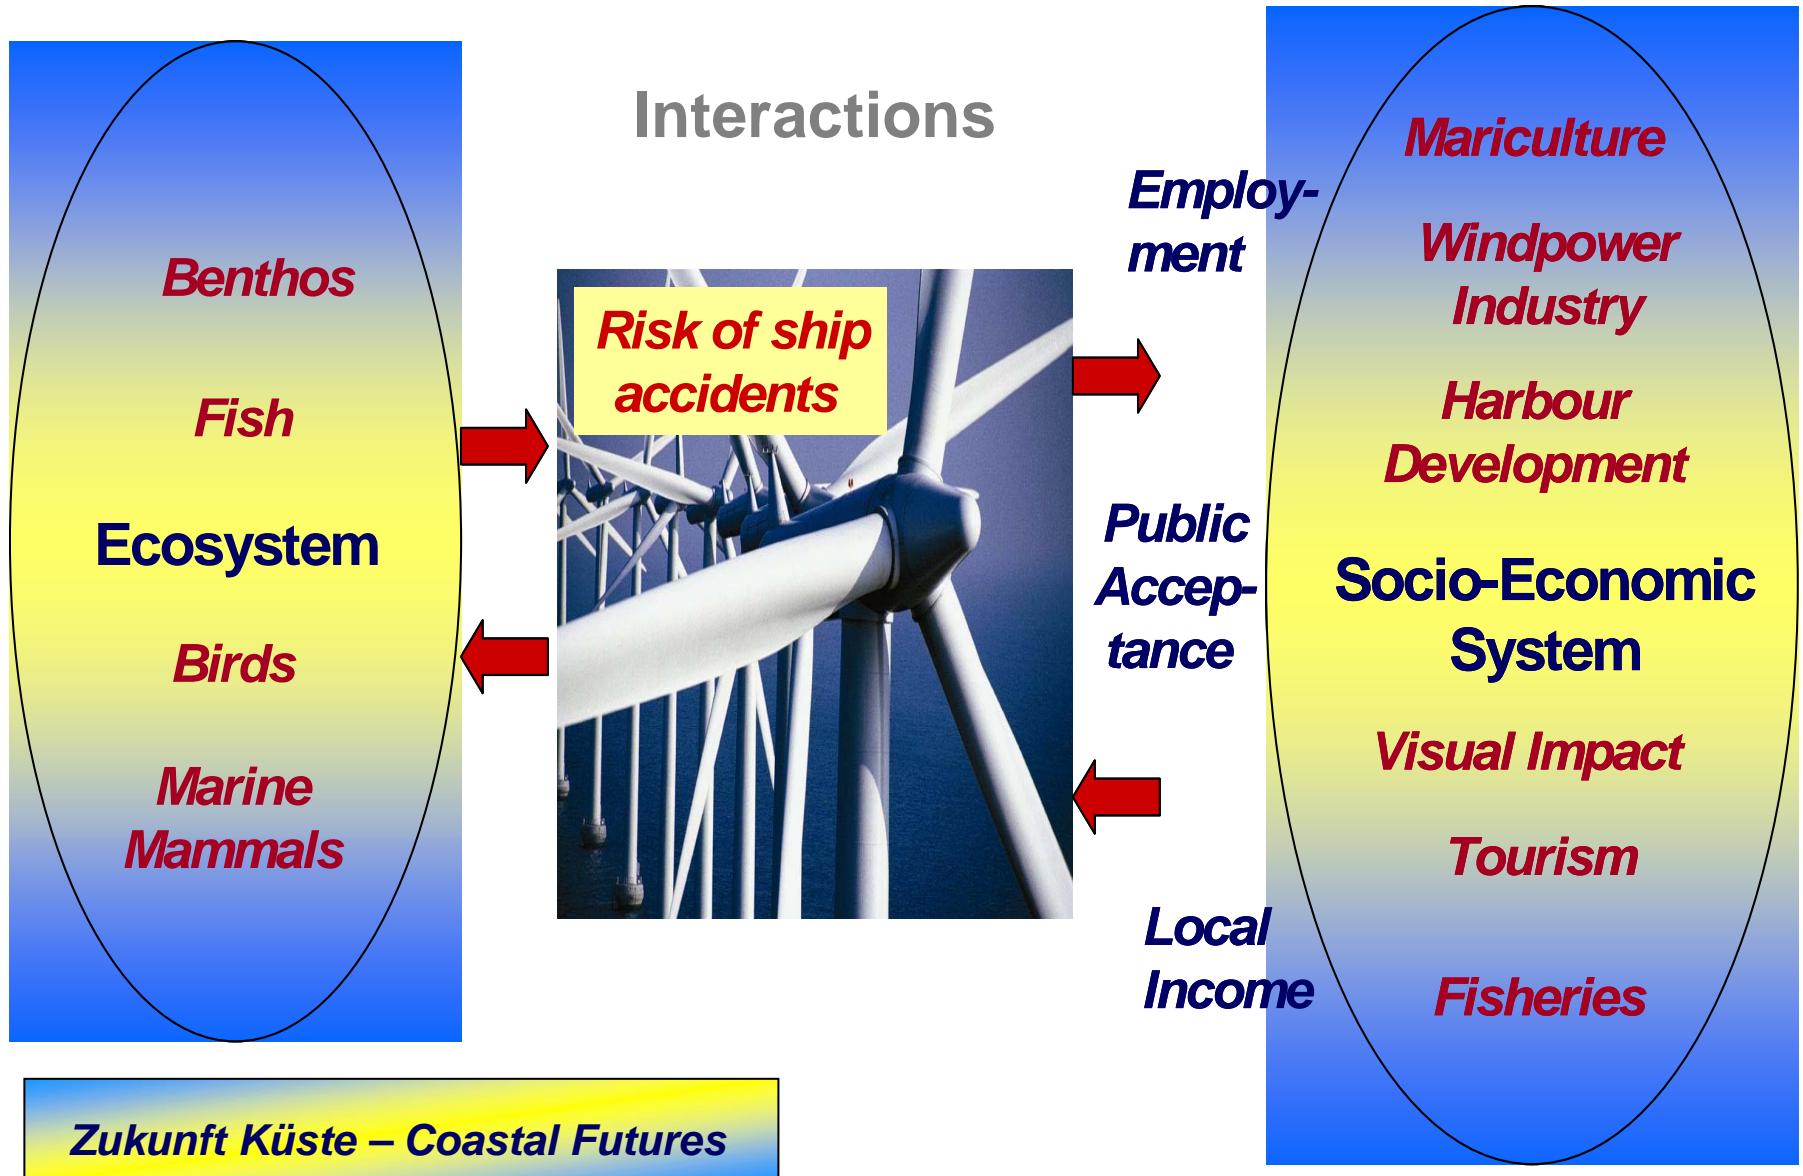 Interactions
Benthos
Fish
Ecosystem
Birds
Marine
Mammals
Risk of ship
accidents
Employ-
ment
Public
Accep-
tance
Local
Income
Mariculture
Windpower
Industry
Harbour
Development
Socio-Economic
System
Visual Impact
Tourism
Fisheries
Zukunft Küste – Coastal Futures